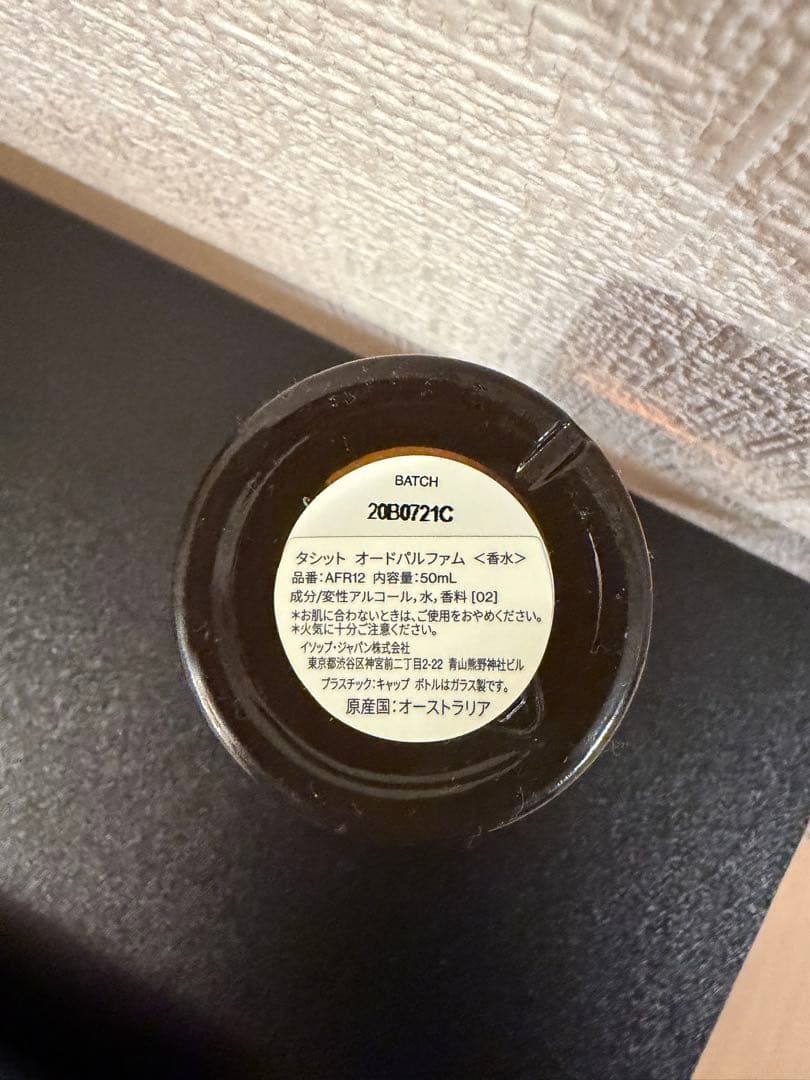 BATCH
20B0721C
タシット オードパルファム ＜香水＞
品番：AFR12 内容量：50mL
成分/変性アルコール, 水, 香料 [02]
＊お肌に合わないときは、ご使用をおやめください。
＊火気に十分ご注意ください。
イソップ・ジャパン株式会社
東京都渋谷区神宮前二丁目2-22 青山熊野神社ビル
プラスチック：キャップ ボトルはガラス製です。
原産国：オーストラリア